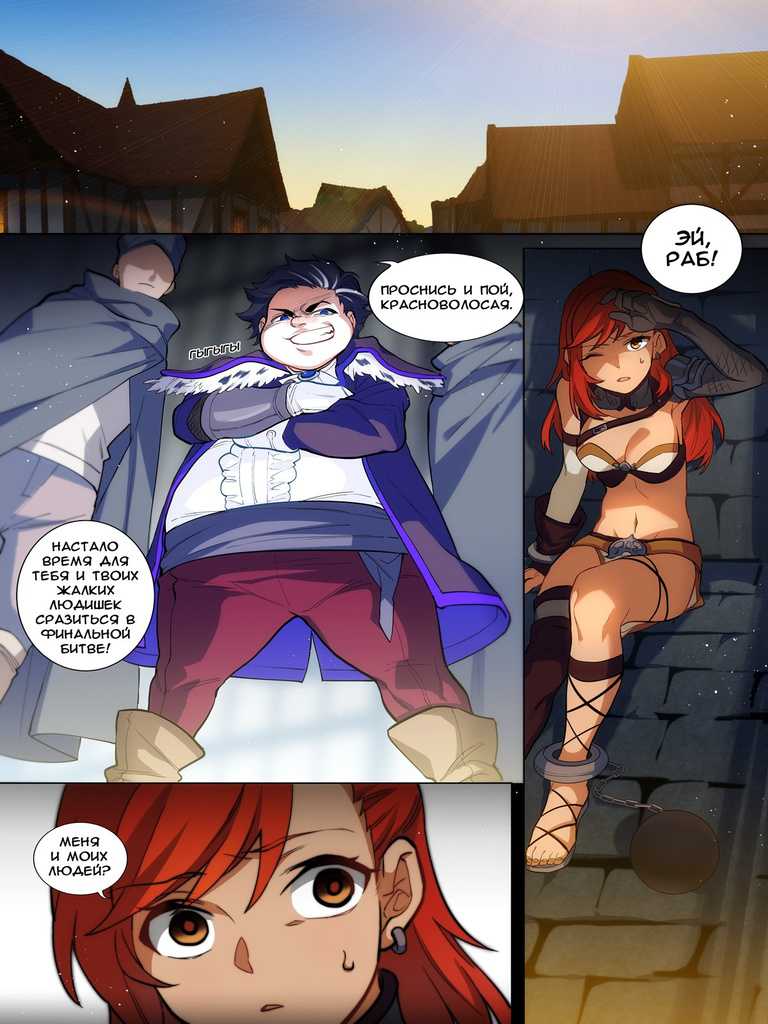 ЭЙ,
РАБ!
ПРОСНИСЬ И ПОЙ,
КРАСНОВОЛОСАЯ.
ГЫГЫГЫ
НАСТАЛО
ВРЕМЯ ДЛЯ
ТЕБЯ И ТВОИХ
ЖАЛКИХ
ЛЮДИШЕК
СРАЗИТЬСЯ В
ФИНАЛЬНОЙ
БИТВЕ!
МЕНЯ
И МОИХ
ЛЮДЕЙ?